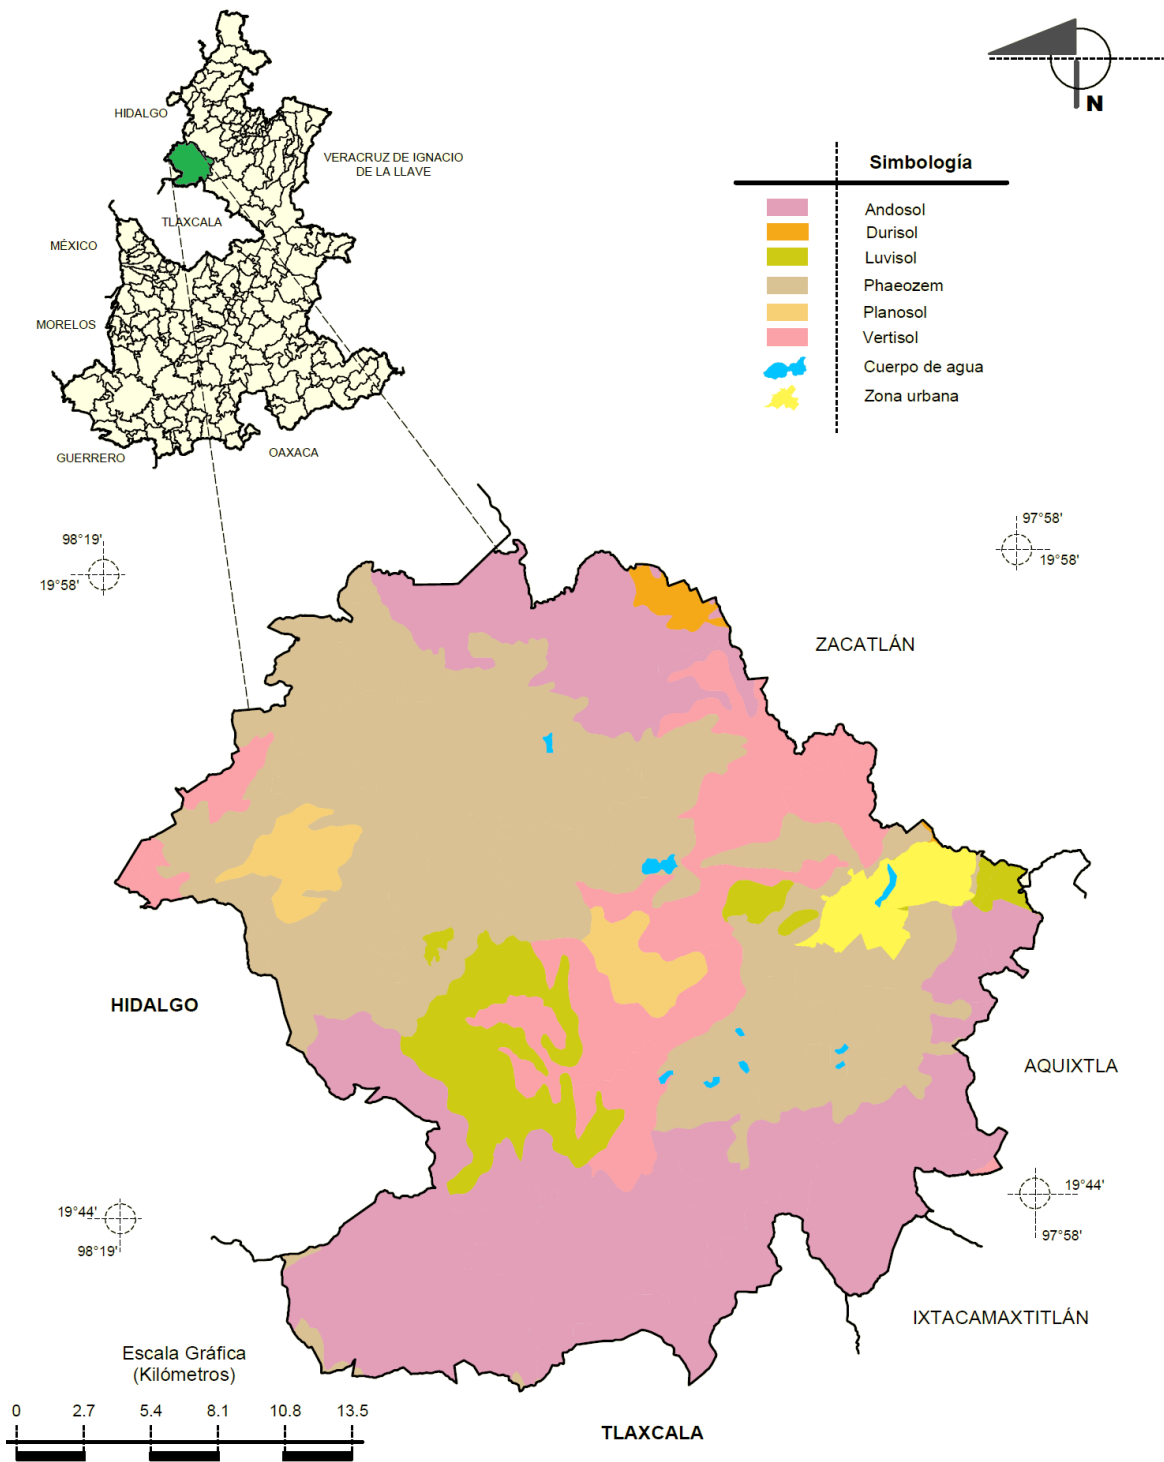 HIDALGO
VERACRUZ DE IGNACIO
DE LA LLAVE
TLAXCALA
MÉXICO
MORELOS
GUERRERO
OAXACA
N
Simbología
Andosol
Durisol
Luvisol
Phaeozem
Planosol
Vertisol
Cuerpo de agua
Zona urbana
98°19'
19°58'
97°58'
19°58'
ZACATLÁN
HIDALGO
AQUIXTLA
19°44'
98°19'
19°44'
97°58'
IXTACAMAXTITLÁN
TLAXCALA
Escala Gráfica
(Kilómetros)
0 2.7 5.4 8.1 10.8 13.5